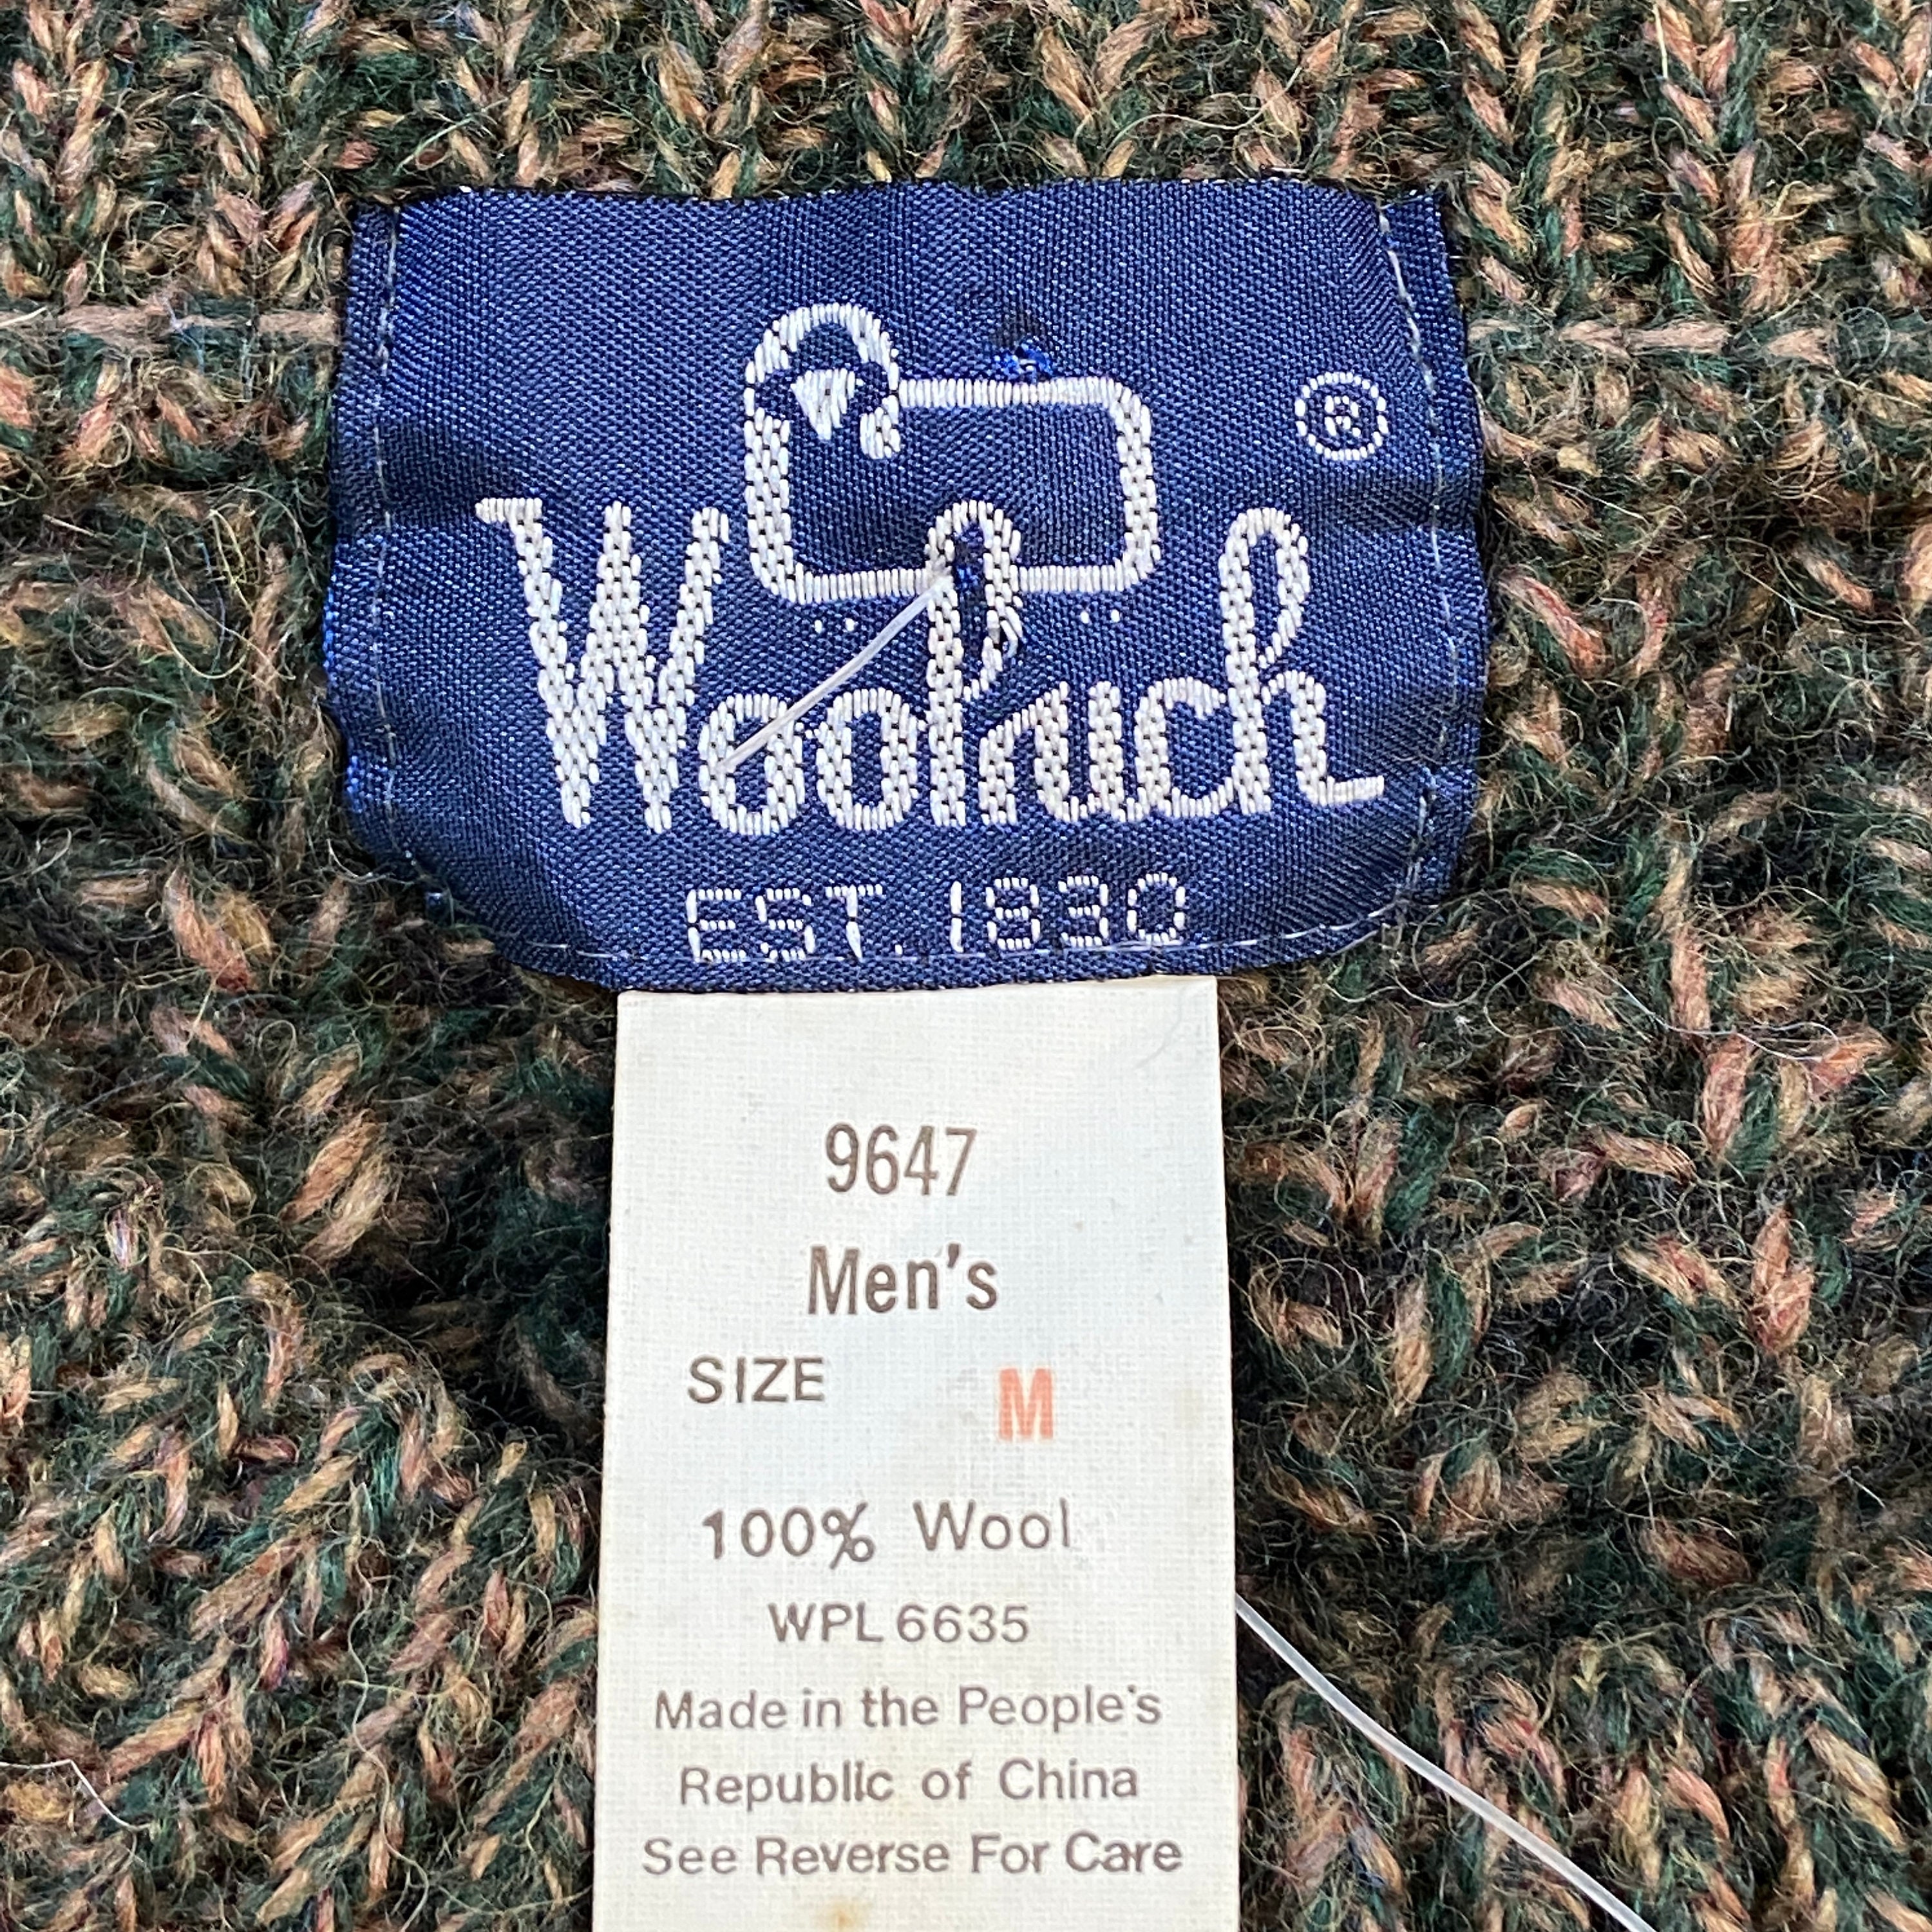 ®
Woolrich
EST. 1830
9647
Men's
SIZE M
100% Wool
WPL 6635
Made in the People's
Republic of China
See Reverse For Care